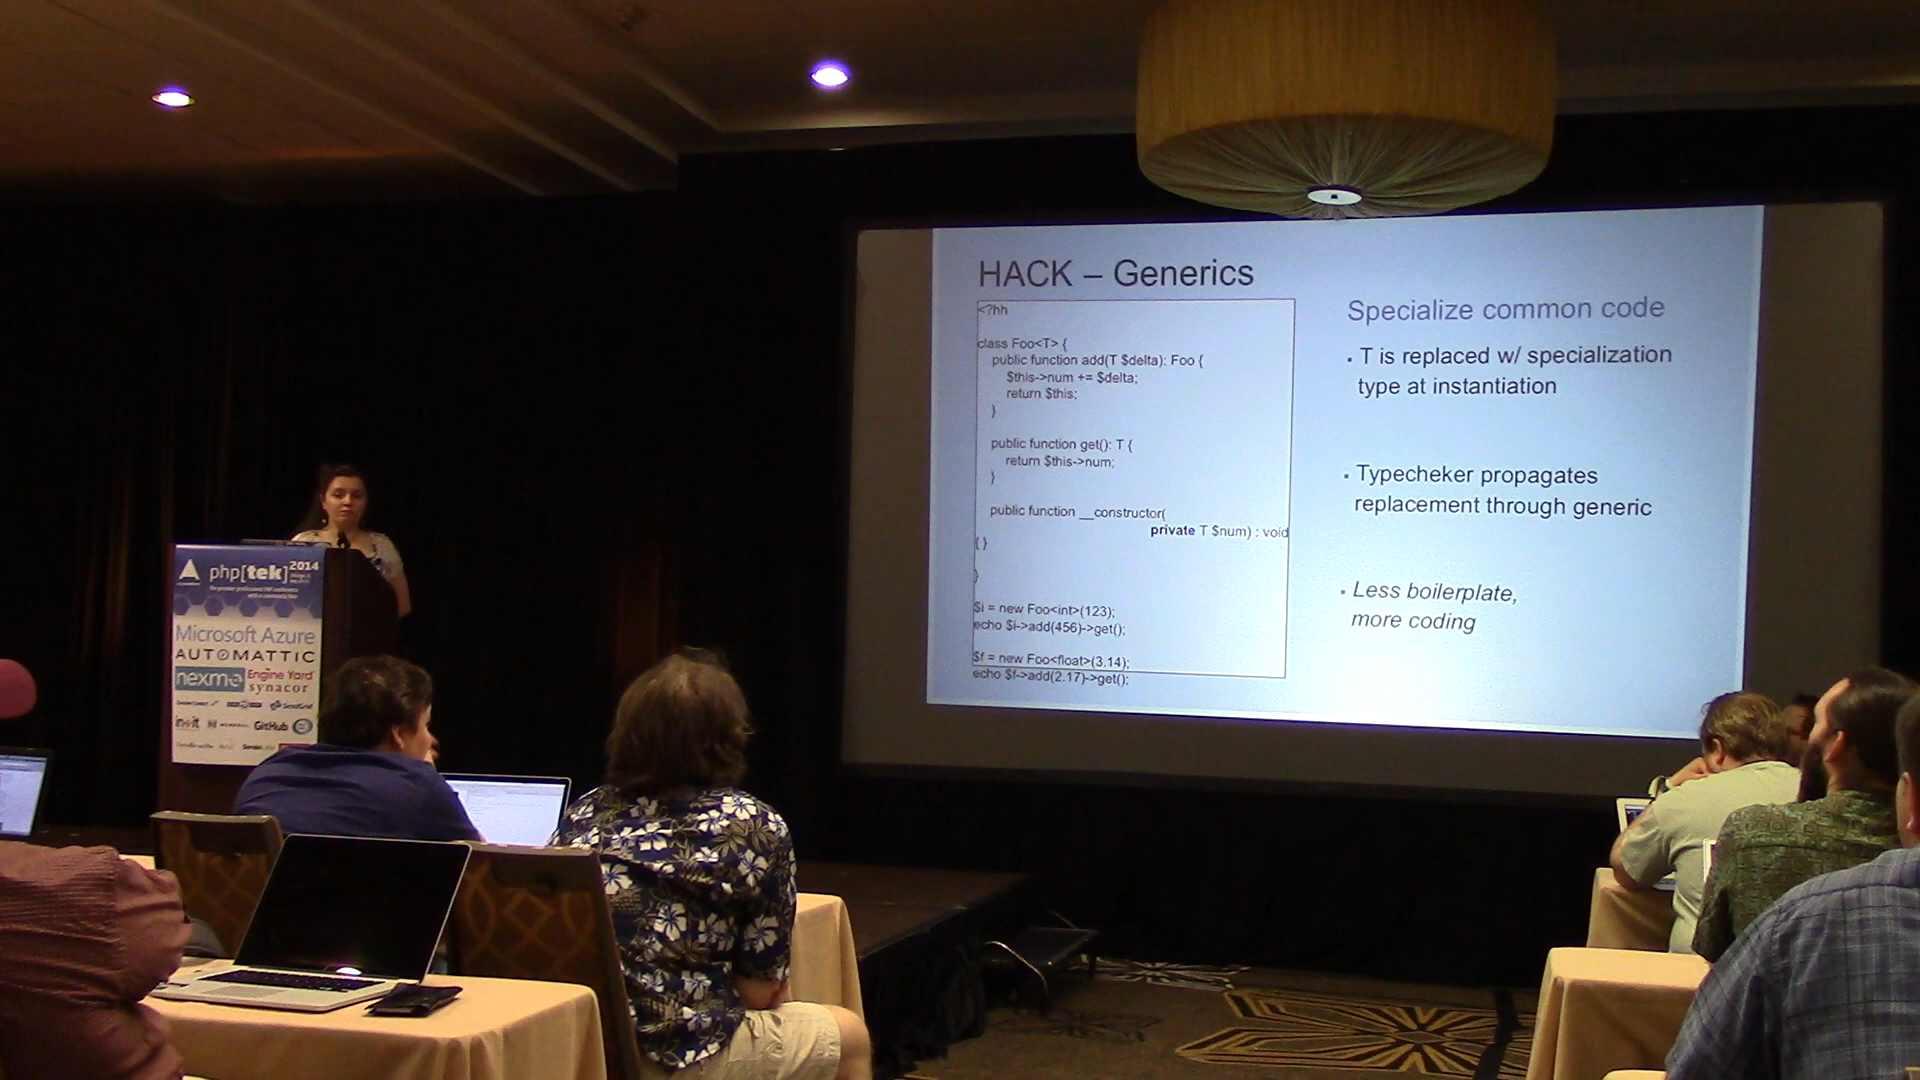 HACK – Generics
<?hh
class Foo<T> {
public function add(T $delta): Foo {
$this->num += $delta;
return $this;
}
public function get(): T {
return $this->num;
}
public function __constructor(
private T $num) : void
{ }
}
$i = new Foo<int>(123);
echo $i->add(456)->get();
$f = new Foo<float>(3.14);
echo $f->add(2.17)->get();
Specialize common code
▪ T is replaced w/ specialization
type at instantiation
▪ Typecheker propagates
replacement through generic
▪ Less boilerplate,
more coding
php[tek] 2014
Microsoft Azure
AUTOMATTIC
nexmo Engine Yard
synacor
SendGrid
in•it GitHub